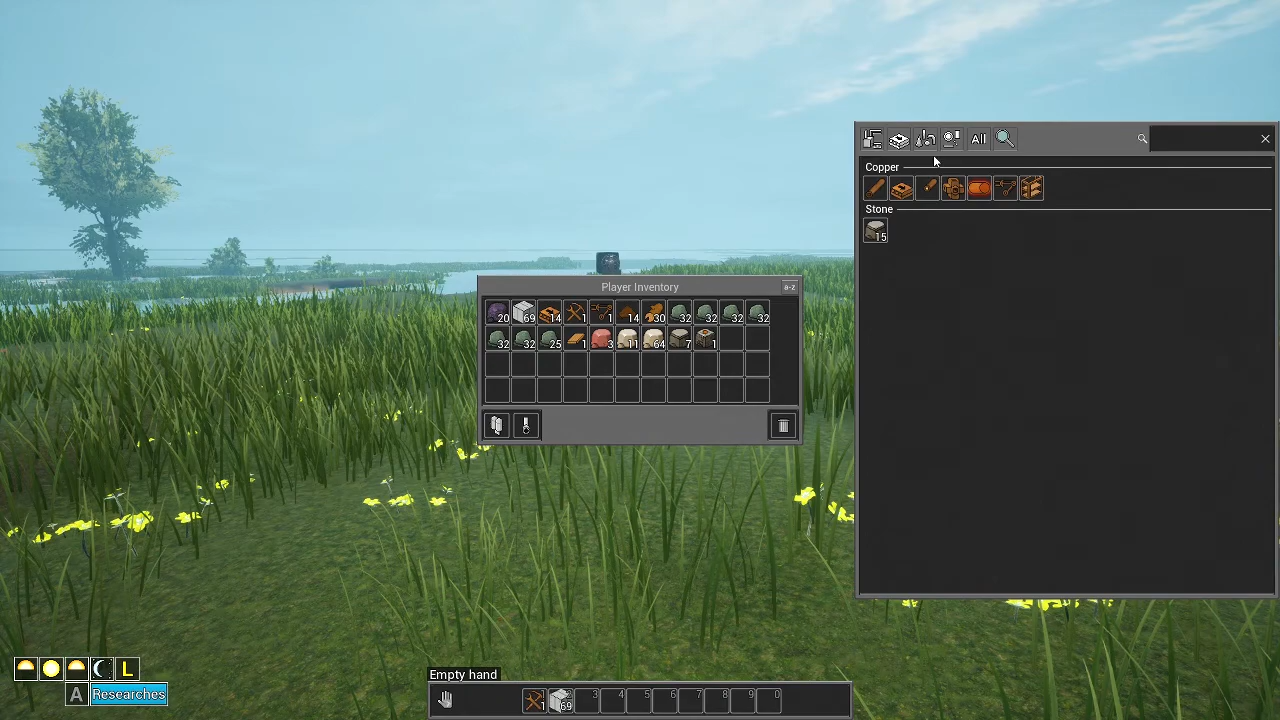 All
Copper
Stone
15
Player Inventory
a-z
20 69 14 1 1 14 30 32 32 32 32
32 32 25 1 3 11 64 7 1
L
A Researches
Empty hand
1 2 69 3 4 5 6 7 8 9 0